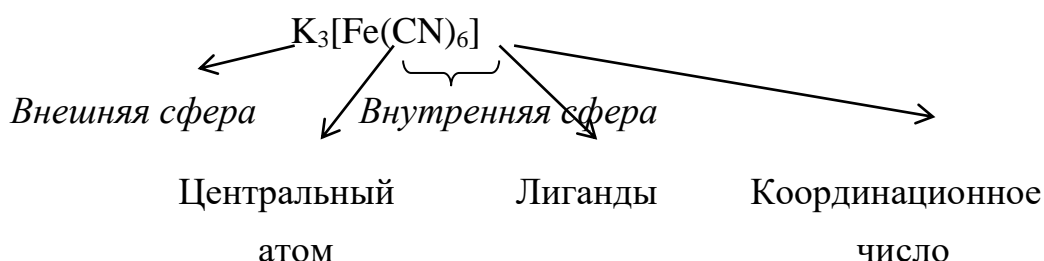 K₃[Fe(CN)₆]
Внешняя сфера Внутренняя сфера
Центральный Лиганды Координационное
атом число